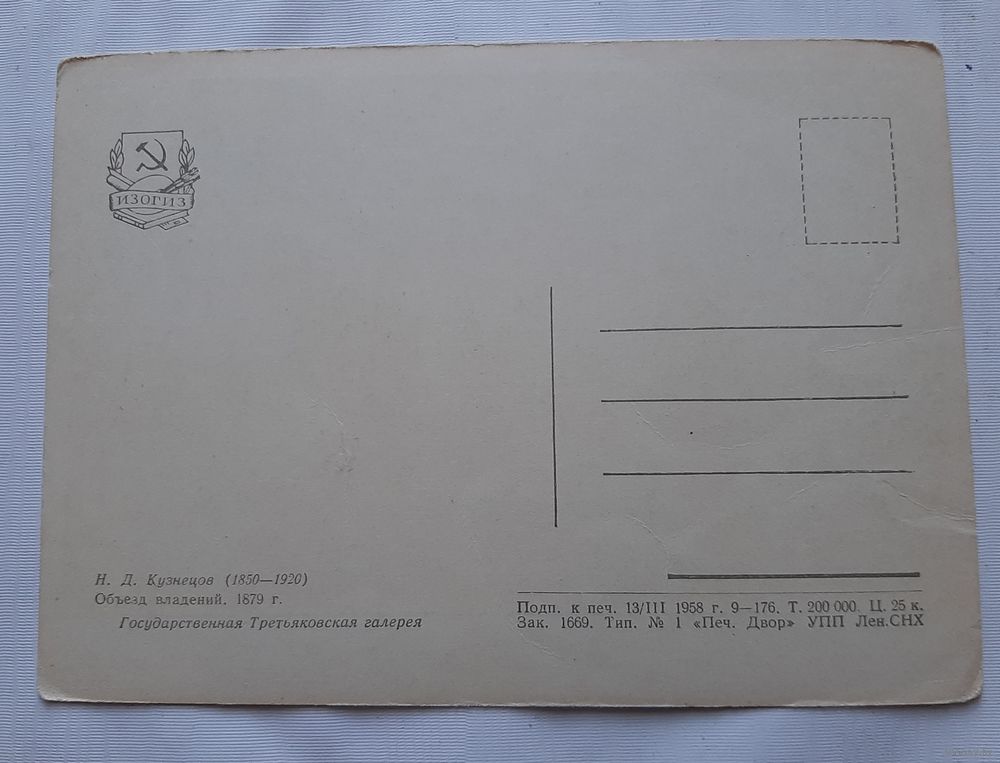 ИЗОГИЗ
Н. Д. Кузнецов (1850—1920)
Объезд владений. 1879 г.
Государственная Третьяковская галерея
Подп. к печ. 13/III 1958 г. 9—176. Т. 200 000. Ц. 25 к.
Зак. 1669. Тип. № 1 «Печ. Двор» УПП Лен.СНХ